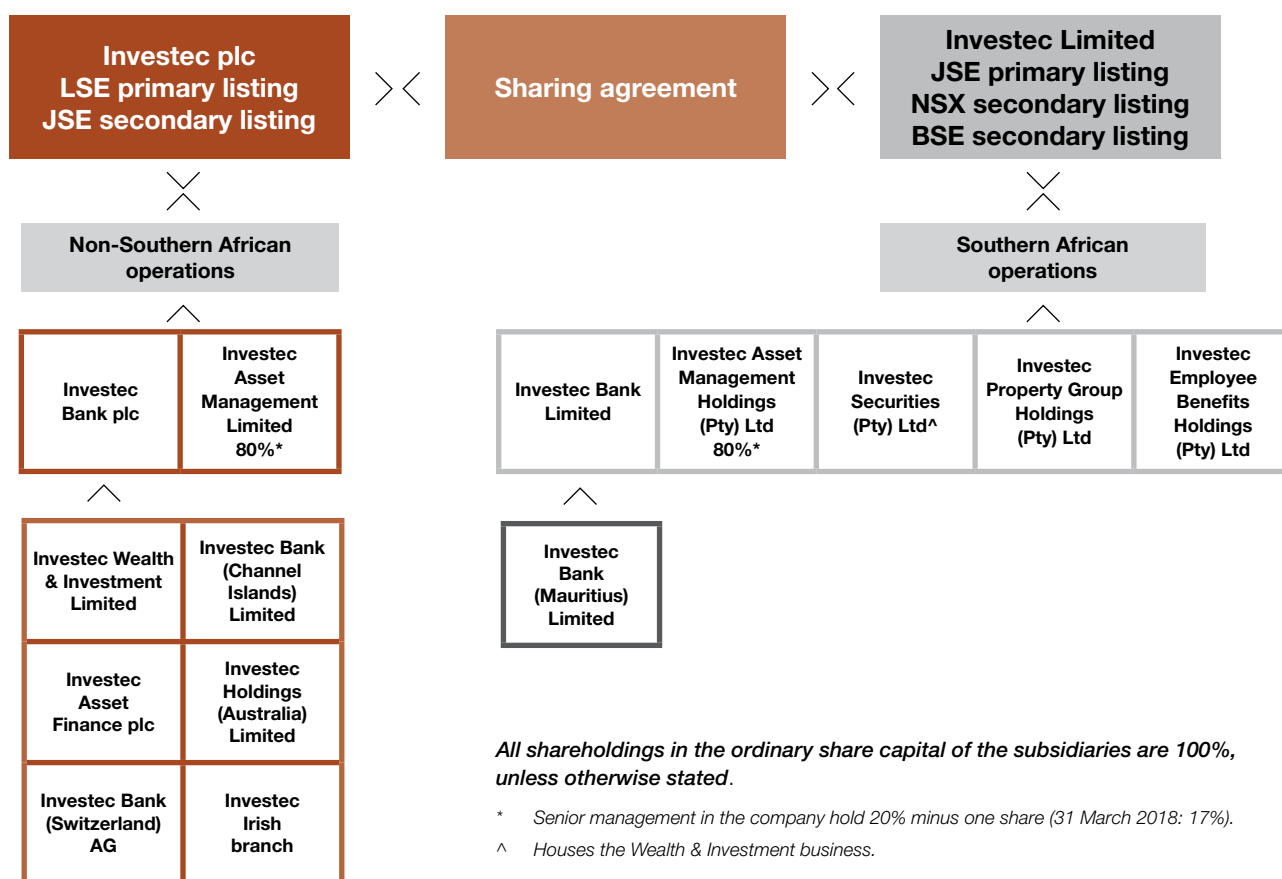 Investec plc
LSE primary listing
JSE secondary listing
Sharing agreement
Investec Limited
JSE primary listing
NSX secondary listing
BSE secondary listing
Non-Southern African
operations
Southern African
operations
Investec
Bank plc
Investec
Asset
Management
Limited
80%*
Investec Bank
Limited
Investec Asset
Management
Holdings
(Pty) Ltd
80%*
Investec
Securities
(Pty) Ltd^
Investec
Property Group
Holdings
(Pty) Ltd
Investec
Employee
Benefits
Holdings
(Pty) Ltd
Investec Wealth
& Investment
Limited
Investec Bank
(Channel
Islands)
Limited
Investec
Bank
(Mauritius)
Limited
Investec
Asset
Finance plc
Investec
Holdings
(Australia)
Limited
Investec Bank
(Switzerland)
AG
Investec
Irish
branch
All shareholdings in the ordinary share capital of the subsidiaries are 100%,
unless otherwise stated.
* Senior management in the company hold 20% minus one share (31 March 2018: 17%).
^ Houses the Wealth & Investment business.